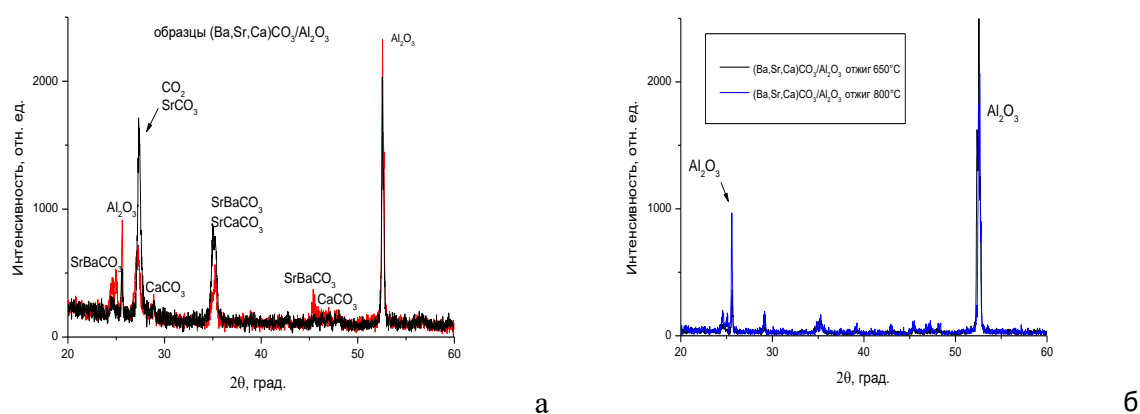 образцы (Ba,Sr,Ca)CO₃/Al₂O₃
Al₂O₃
CO₂
SrCO₃
Al₂O₃
SrBaCO₃
SrCaCO₃
SrBaCO₃
CaCO₃
SrBaCO₃
CaCO₃
Интенсивность, отн. ед.
2000
1000
0
20 30 40 50 60
2θ, град.
а
(Ba,Sr,Ca)CO₃/Al₂O₃ отжиг 650°C
(Ba,Sr,Ca)CO₃/Al₂O₃ отжиг 800°C
Al₂O₃
Al₂O₃
Интенсивность, отн. ед.
2000
1000
0
20 30 40 50 60
2θ, град.
б